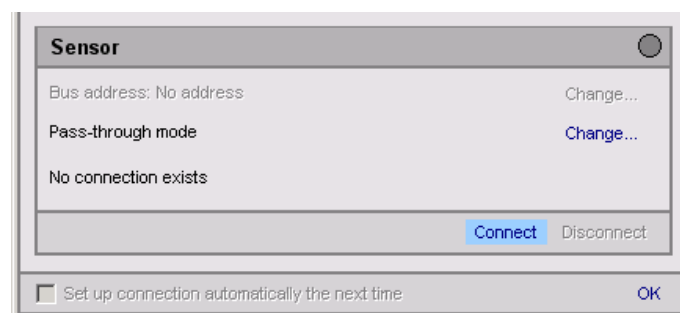 Sensor
Bus address: No address Change...
Pass-through mode Change...
No connection exists
Connect Disconnect
Set up connection automatically the next time OK